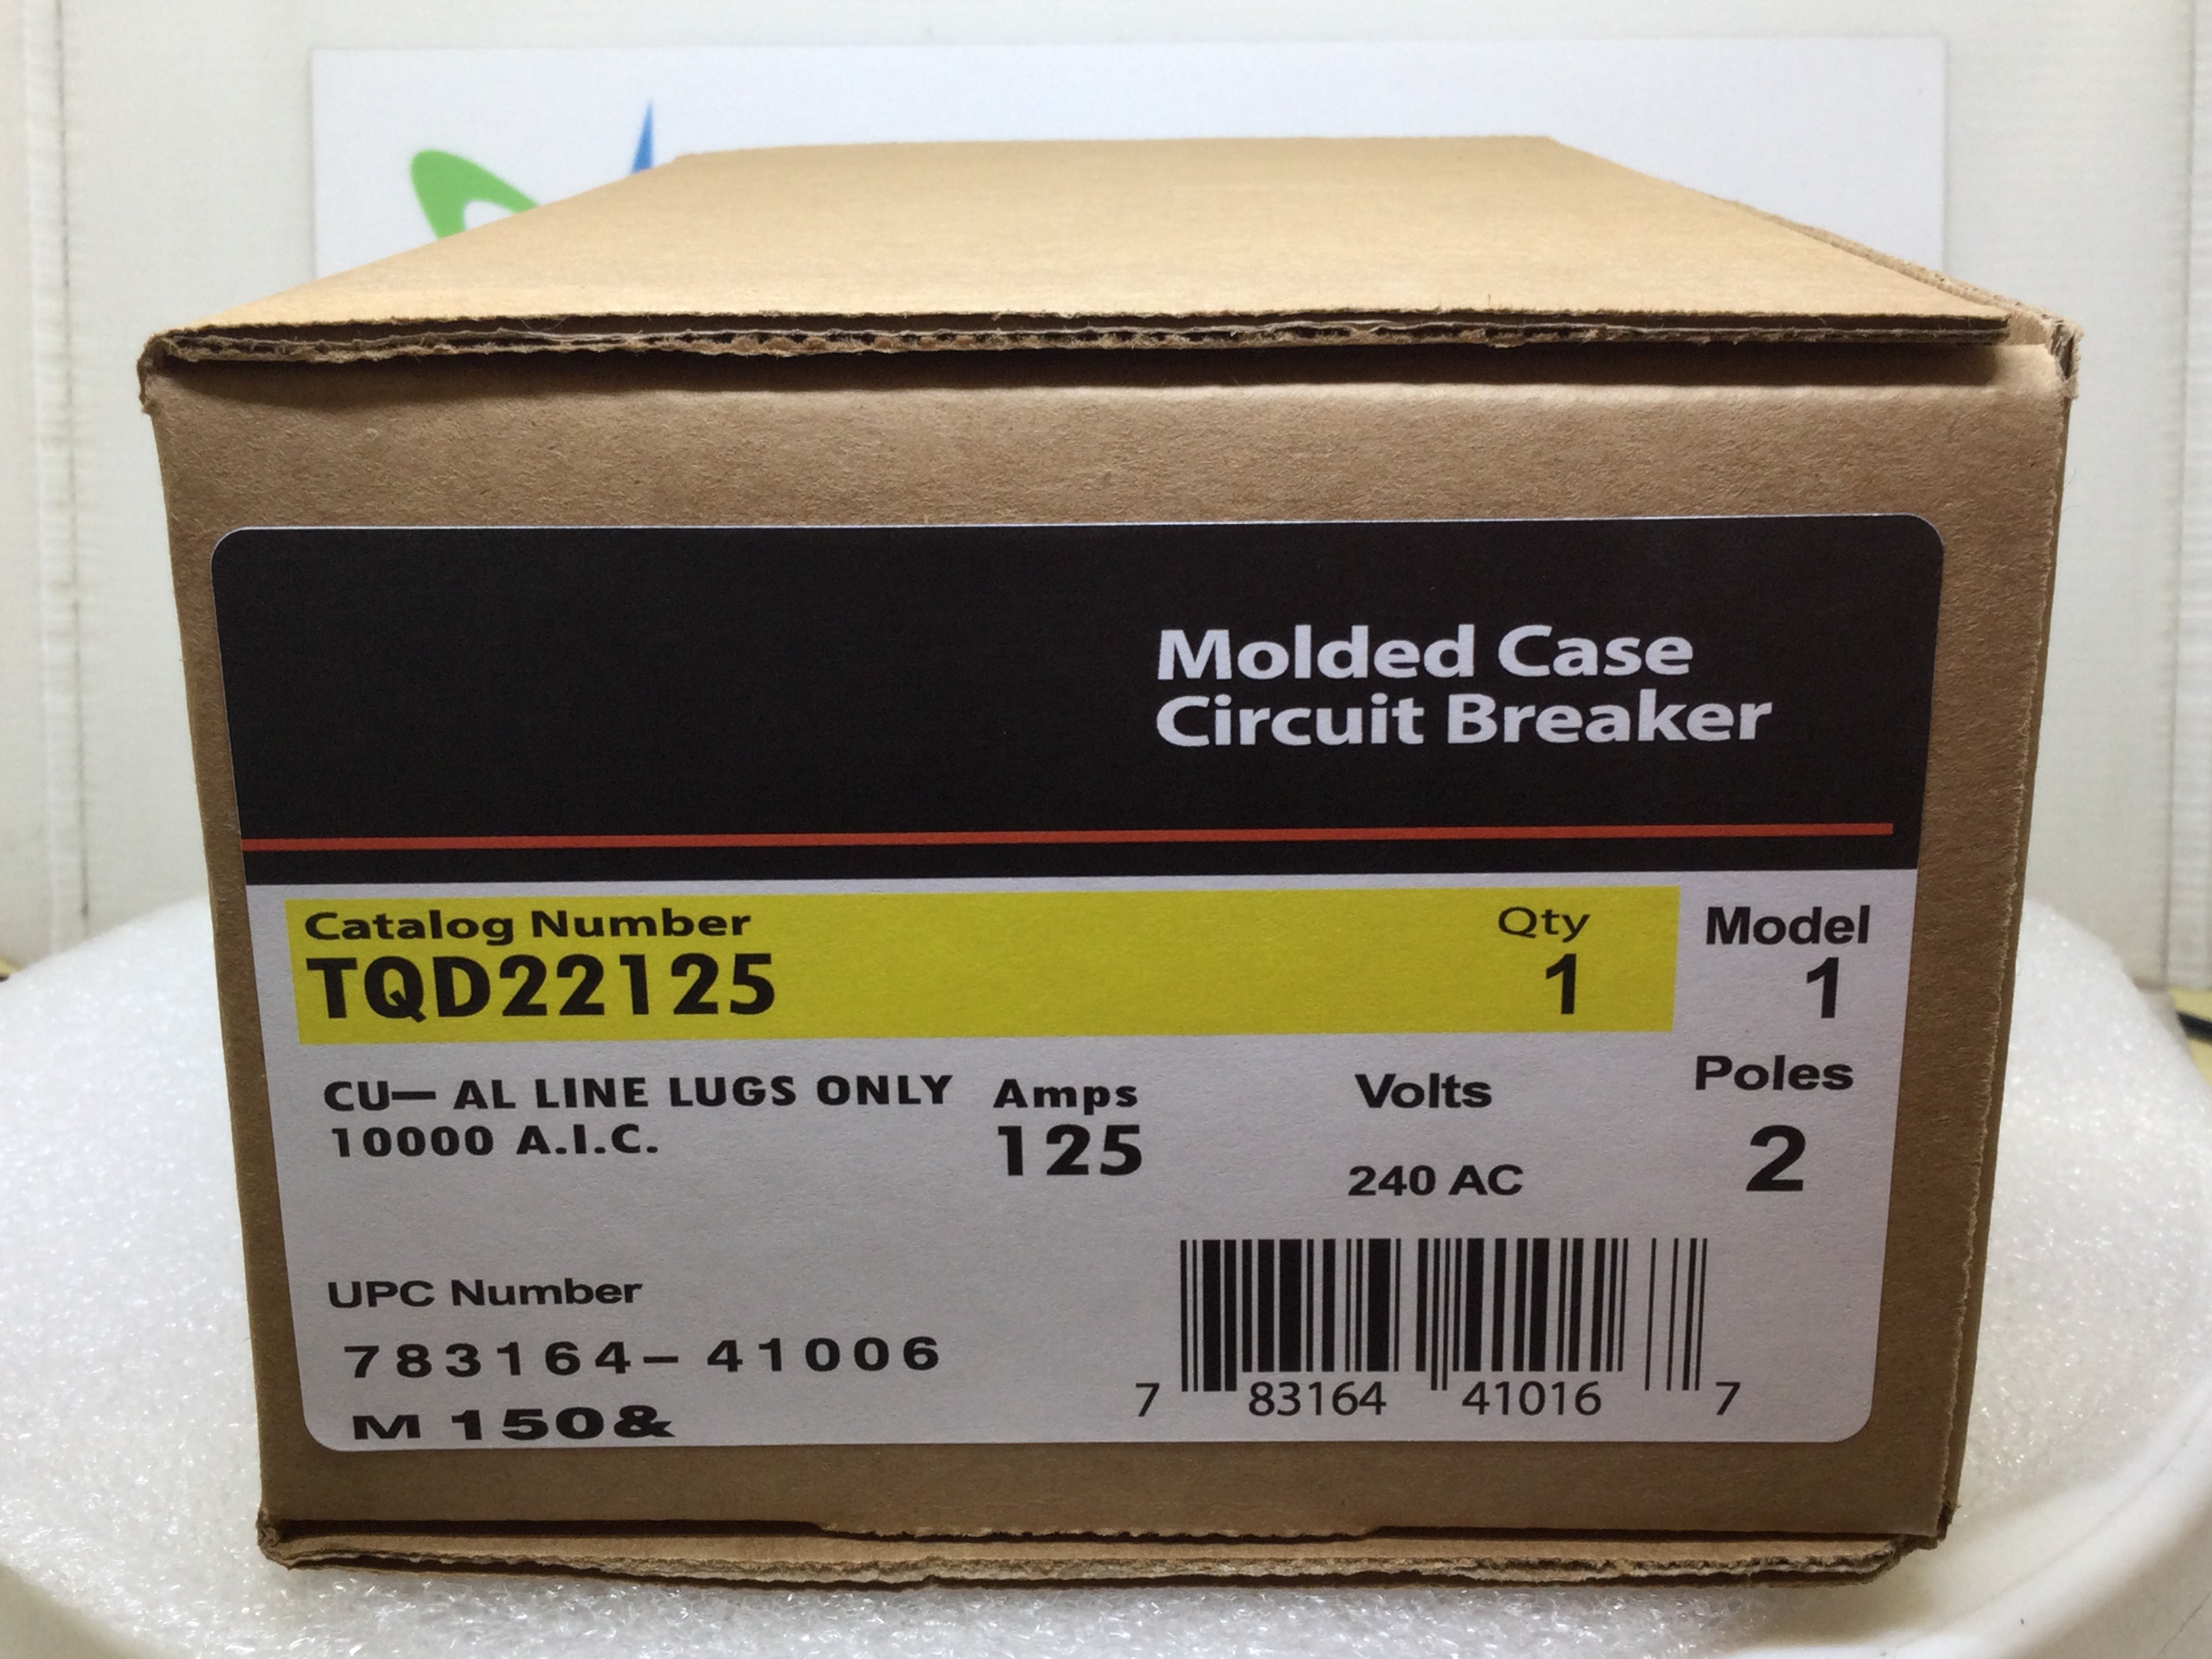 Molded Case
Circuit Breaker
Catalog Number Qty Model
TQD22125 1 1
CU— AL LINE LUGS ONLY Amps Volts Poles
10000 A.I.C. 125 240 AC 2
UPC Number
783164–41006
M 150&
7 83164 41016 7